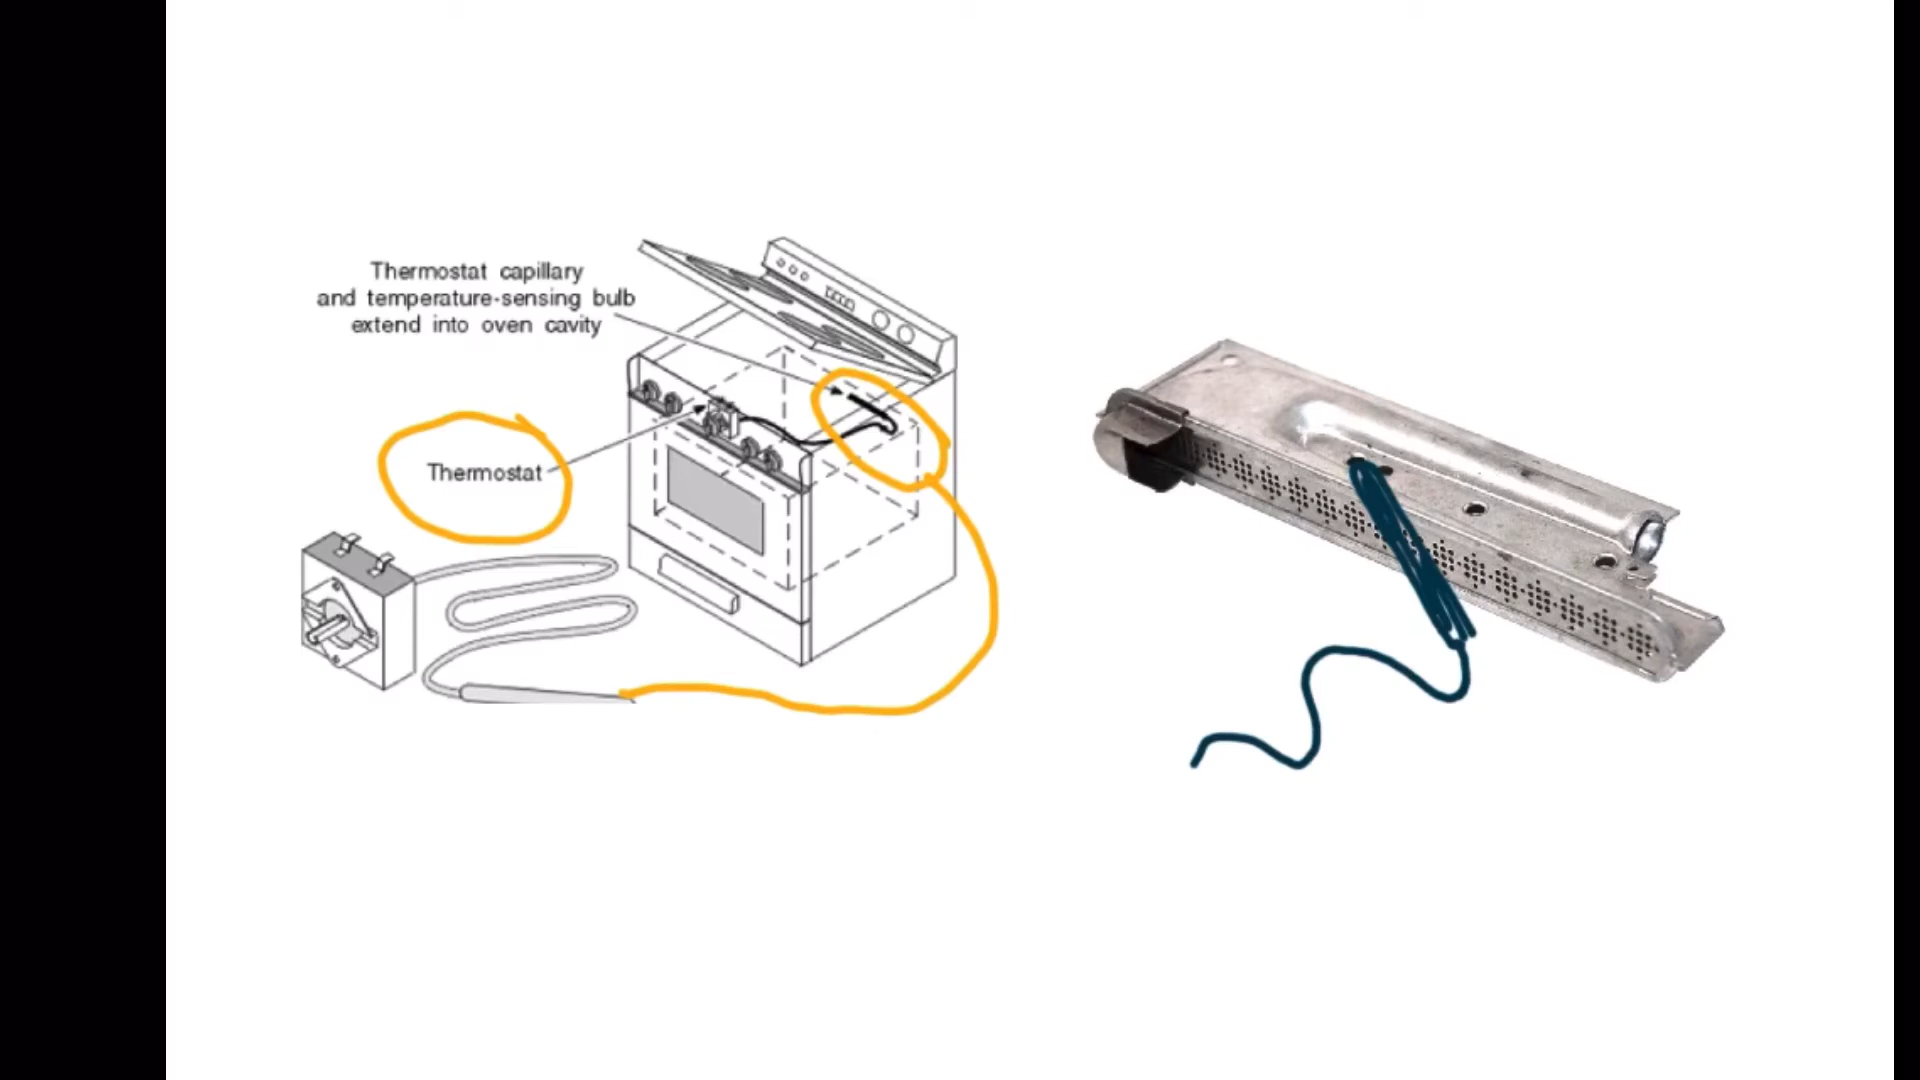 Thermostat capillary
and temperature-sensing bulb
extend into oven cavity
Thermostat